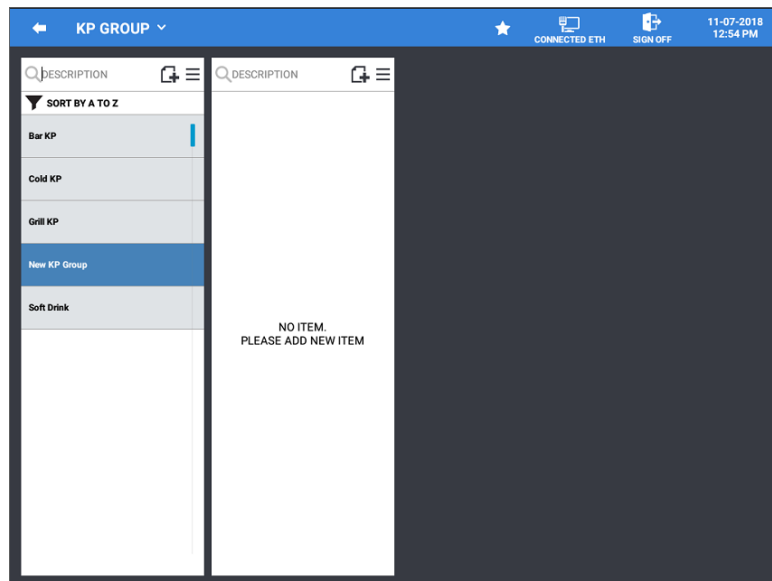 KP GROUP
CONNECTED ETH
SIGN OFF
11-07-2018
12:54 PM
DESCRIPTION
SORT BY A TO Z
Bar KP
Cold KP
Grill KP
New KP Group
Soft Drink
DESCRIPTION
NO ITEM.
PLEASE ADD NEW ITEM